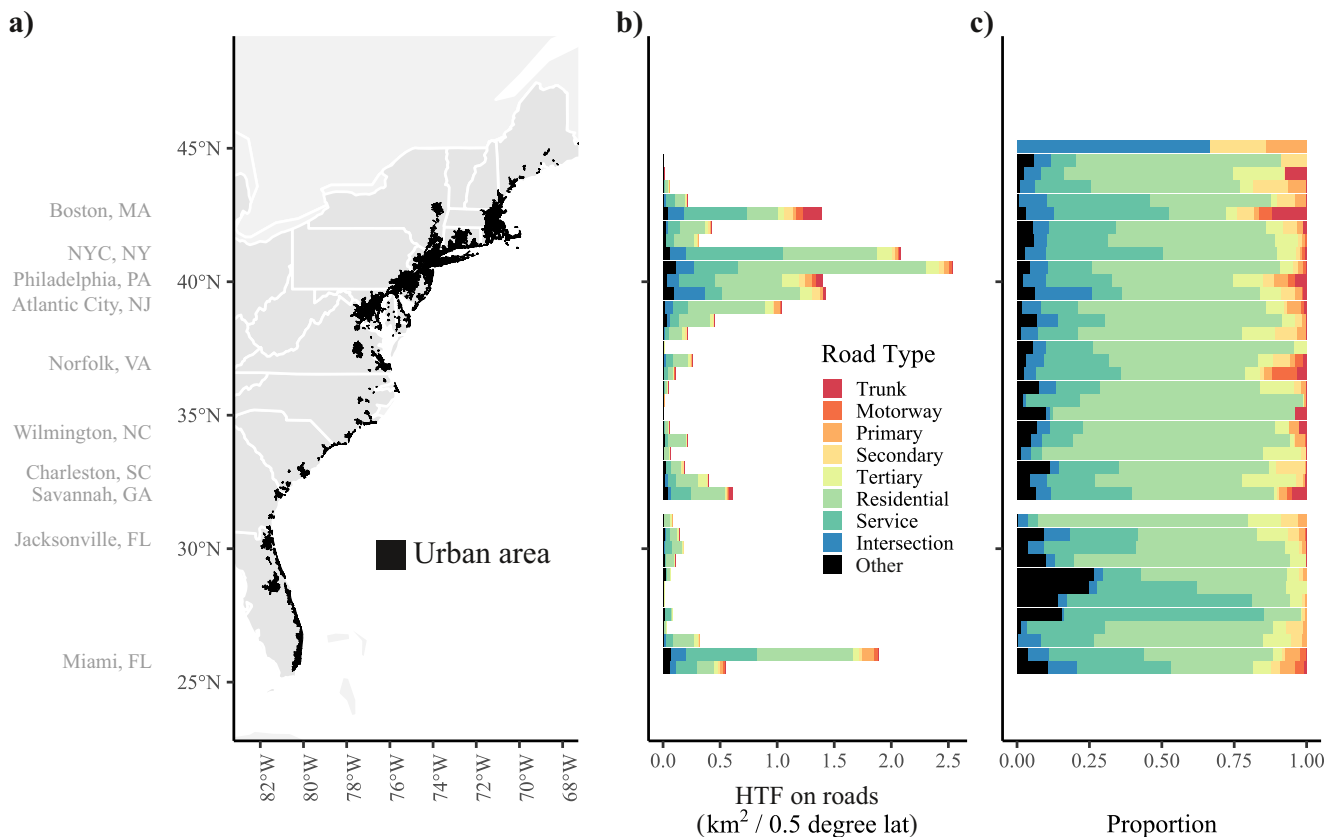 a)
b)
c)
45°N
40°N
35°N
30°N
25°N
Boston, MA
NYC, NY
Philadelphia, PA
Atlantic City, NJ
Norfolk, VA
Wilmington, NC
Charleston, SC
Savannah, GA
Jacksonville, FL
Miami, FL
Urban area
82°W
80°W
78°W
76°W
74°W
72°W
70°W
68°W
Road Type
Trunk
Motorway
Primary
Secondary
Tertiary
Residential
Service
Intersection
Other
0.0 0.5 1.0 1.5 2.0 2.5
HTF on roads
(km² / 0.5 degree lat)
0.00 0.25 0.50 0.75 1.00
Proportion